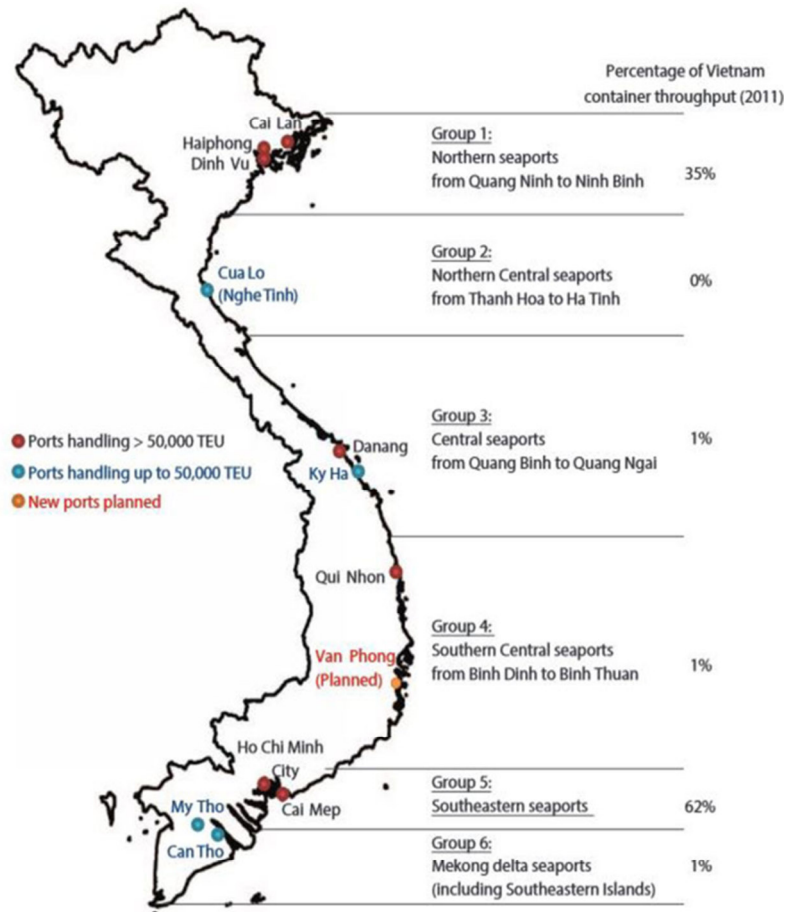 Percentage of Vietnam
container throughput (2011)
Cai Lan
Haiphong
Dinh Vu
Group 1:
Northern seaports
from Quang Ninh to Ninh Binh
35%
Cua Lo
(Nghe Tinh)
Group 2:
Northern Central seaports
from Thanh Hoa to Ha Tinh
0%
Ports handling > 50,000 TEU
Ports handling up to 50,000 TEU
New ports planned
Danang
Ky Ha
Group 3:
Central seaports
from Quang Binh to Quang Ngai
1%
Qui Nhon
Van Phong
(Planned)
Group 4:
Southern Central seaports
from Binh Dinh to Binh Thuan
1%
Ho Chi Minh
City
Cai Mep
My Tho
Can Tho
Group 5:
Southeastern seaports
62%
Group 6:
Mekong delta seaports
(including Southeastern Islands)
1%